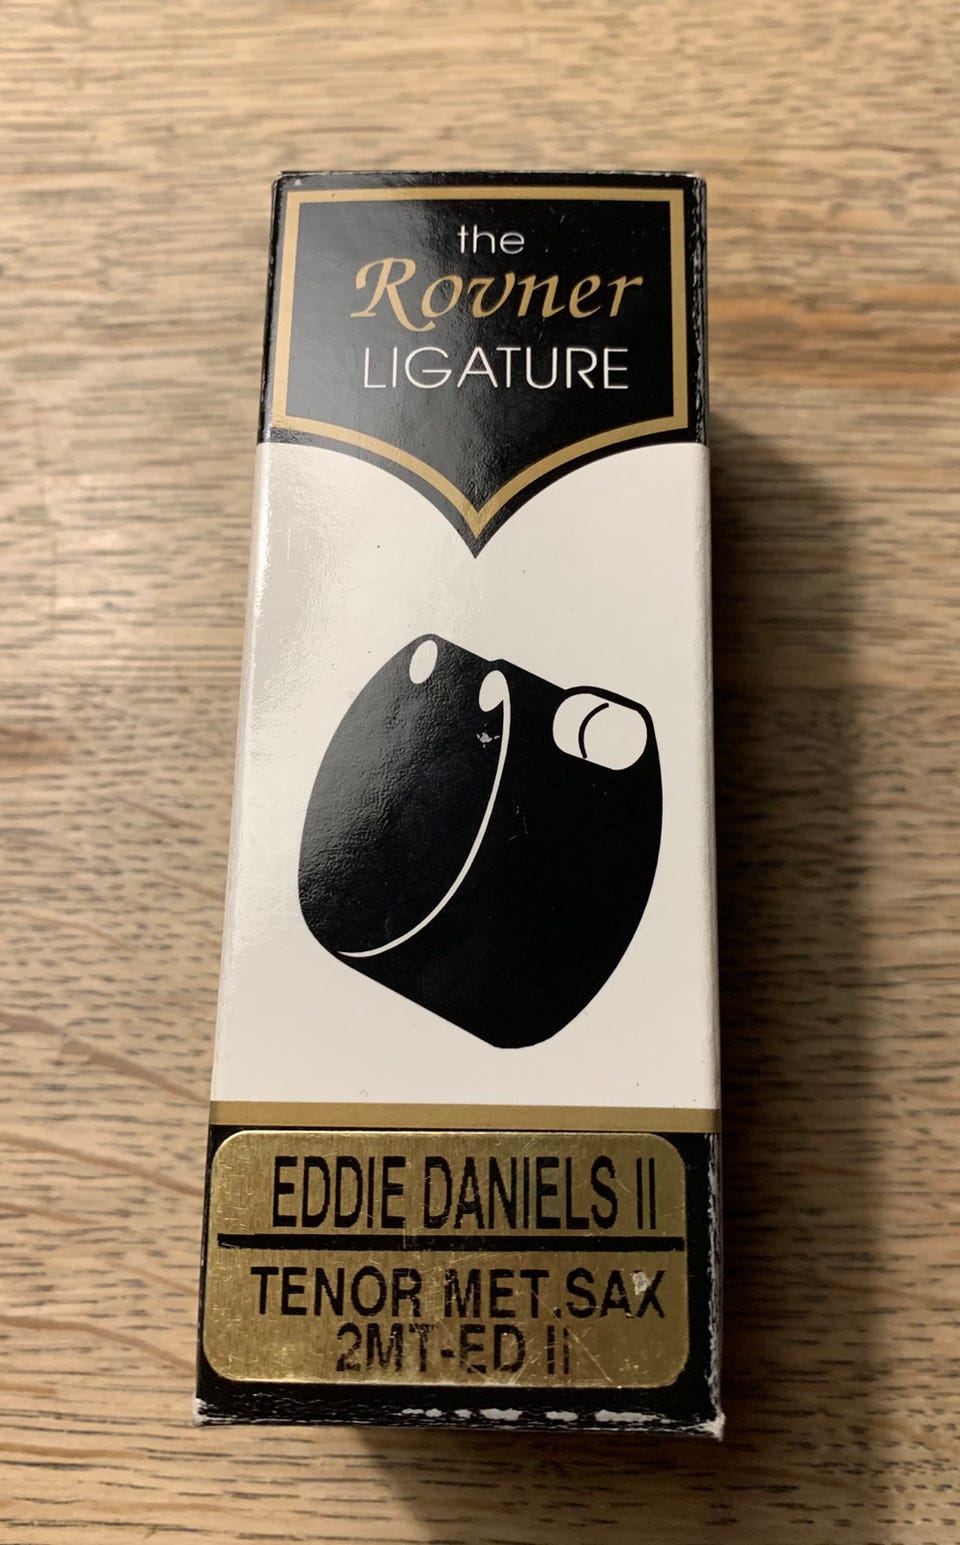 the
Rovner
LIGATURE
EDDIE DANIELS II
TENOR MET.SAX
2MT-ED II